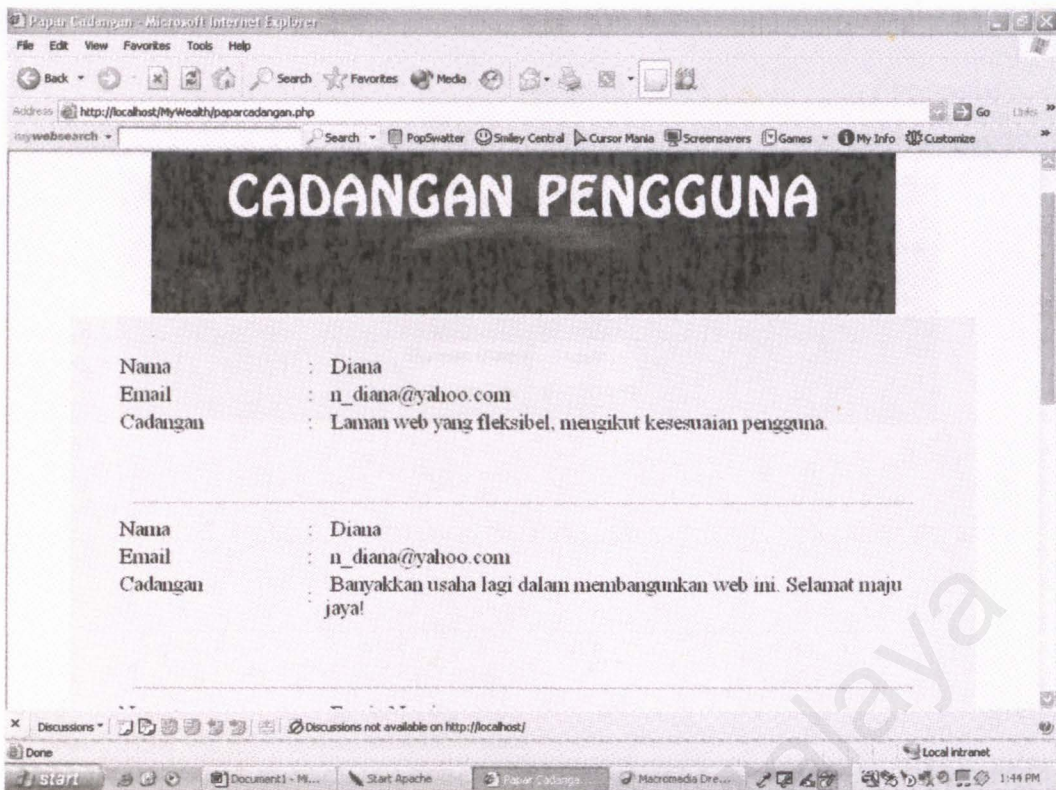 Papar Cadangan - Microsoft Internet Explorer
File Edit View Favorites Tools Help
Back Search Favorites Media
Address http://localhost/MyWealth/paparcadangan.php Go Links »
mywebsearch Search PopSwatter Smiley Central Cursor Mania Screensavers Games My Info Customize »
CADANGAN PENGGUNA
Nama : Diana
Email : n_diana@yahoo.com
Cadangan : Laman web yang fleksibel, mengikut kesesuaian pengguna.
Nama : Diana
Email : n_diana@yahoo.com
Cadangan : Banyakkan usaha lagi dalam membangunkan web ini. Selamat maju
jaya!
Discussions Discussions not available on http://localhost/
Done Local intranet
start Document1 - Mi... Start Apache Papar Cadanga... Macromedia Dre... 1:44 PM
alaya